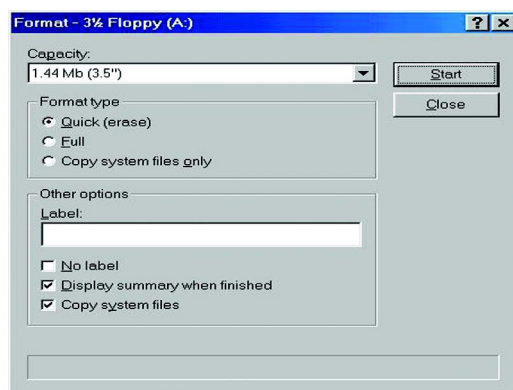 Format - 3½ Floppy (A:)
Capacity:
1.44 Mb (3.5")
Start
Close
Format type
Quick (erase)
Full
Copy system files only
Other options
Label:
No label
Display summary when finished
Copy system files